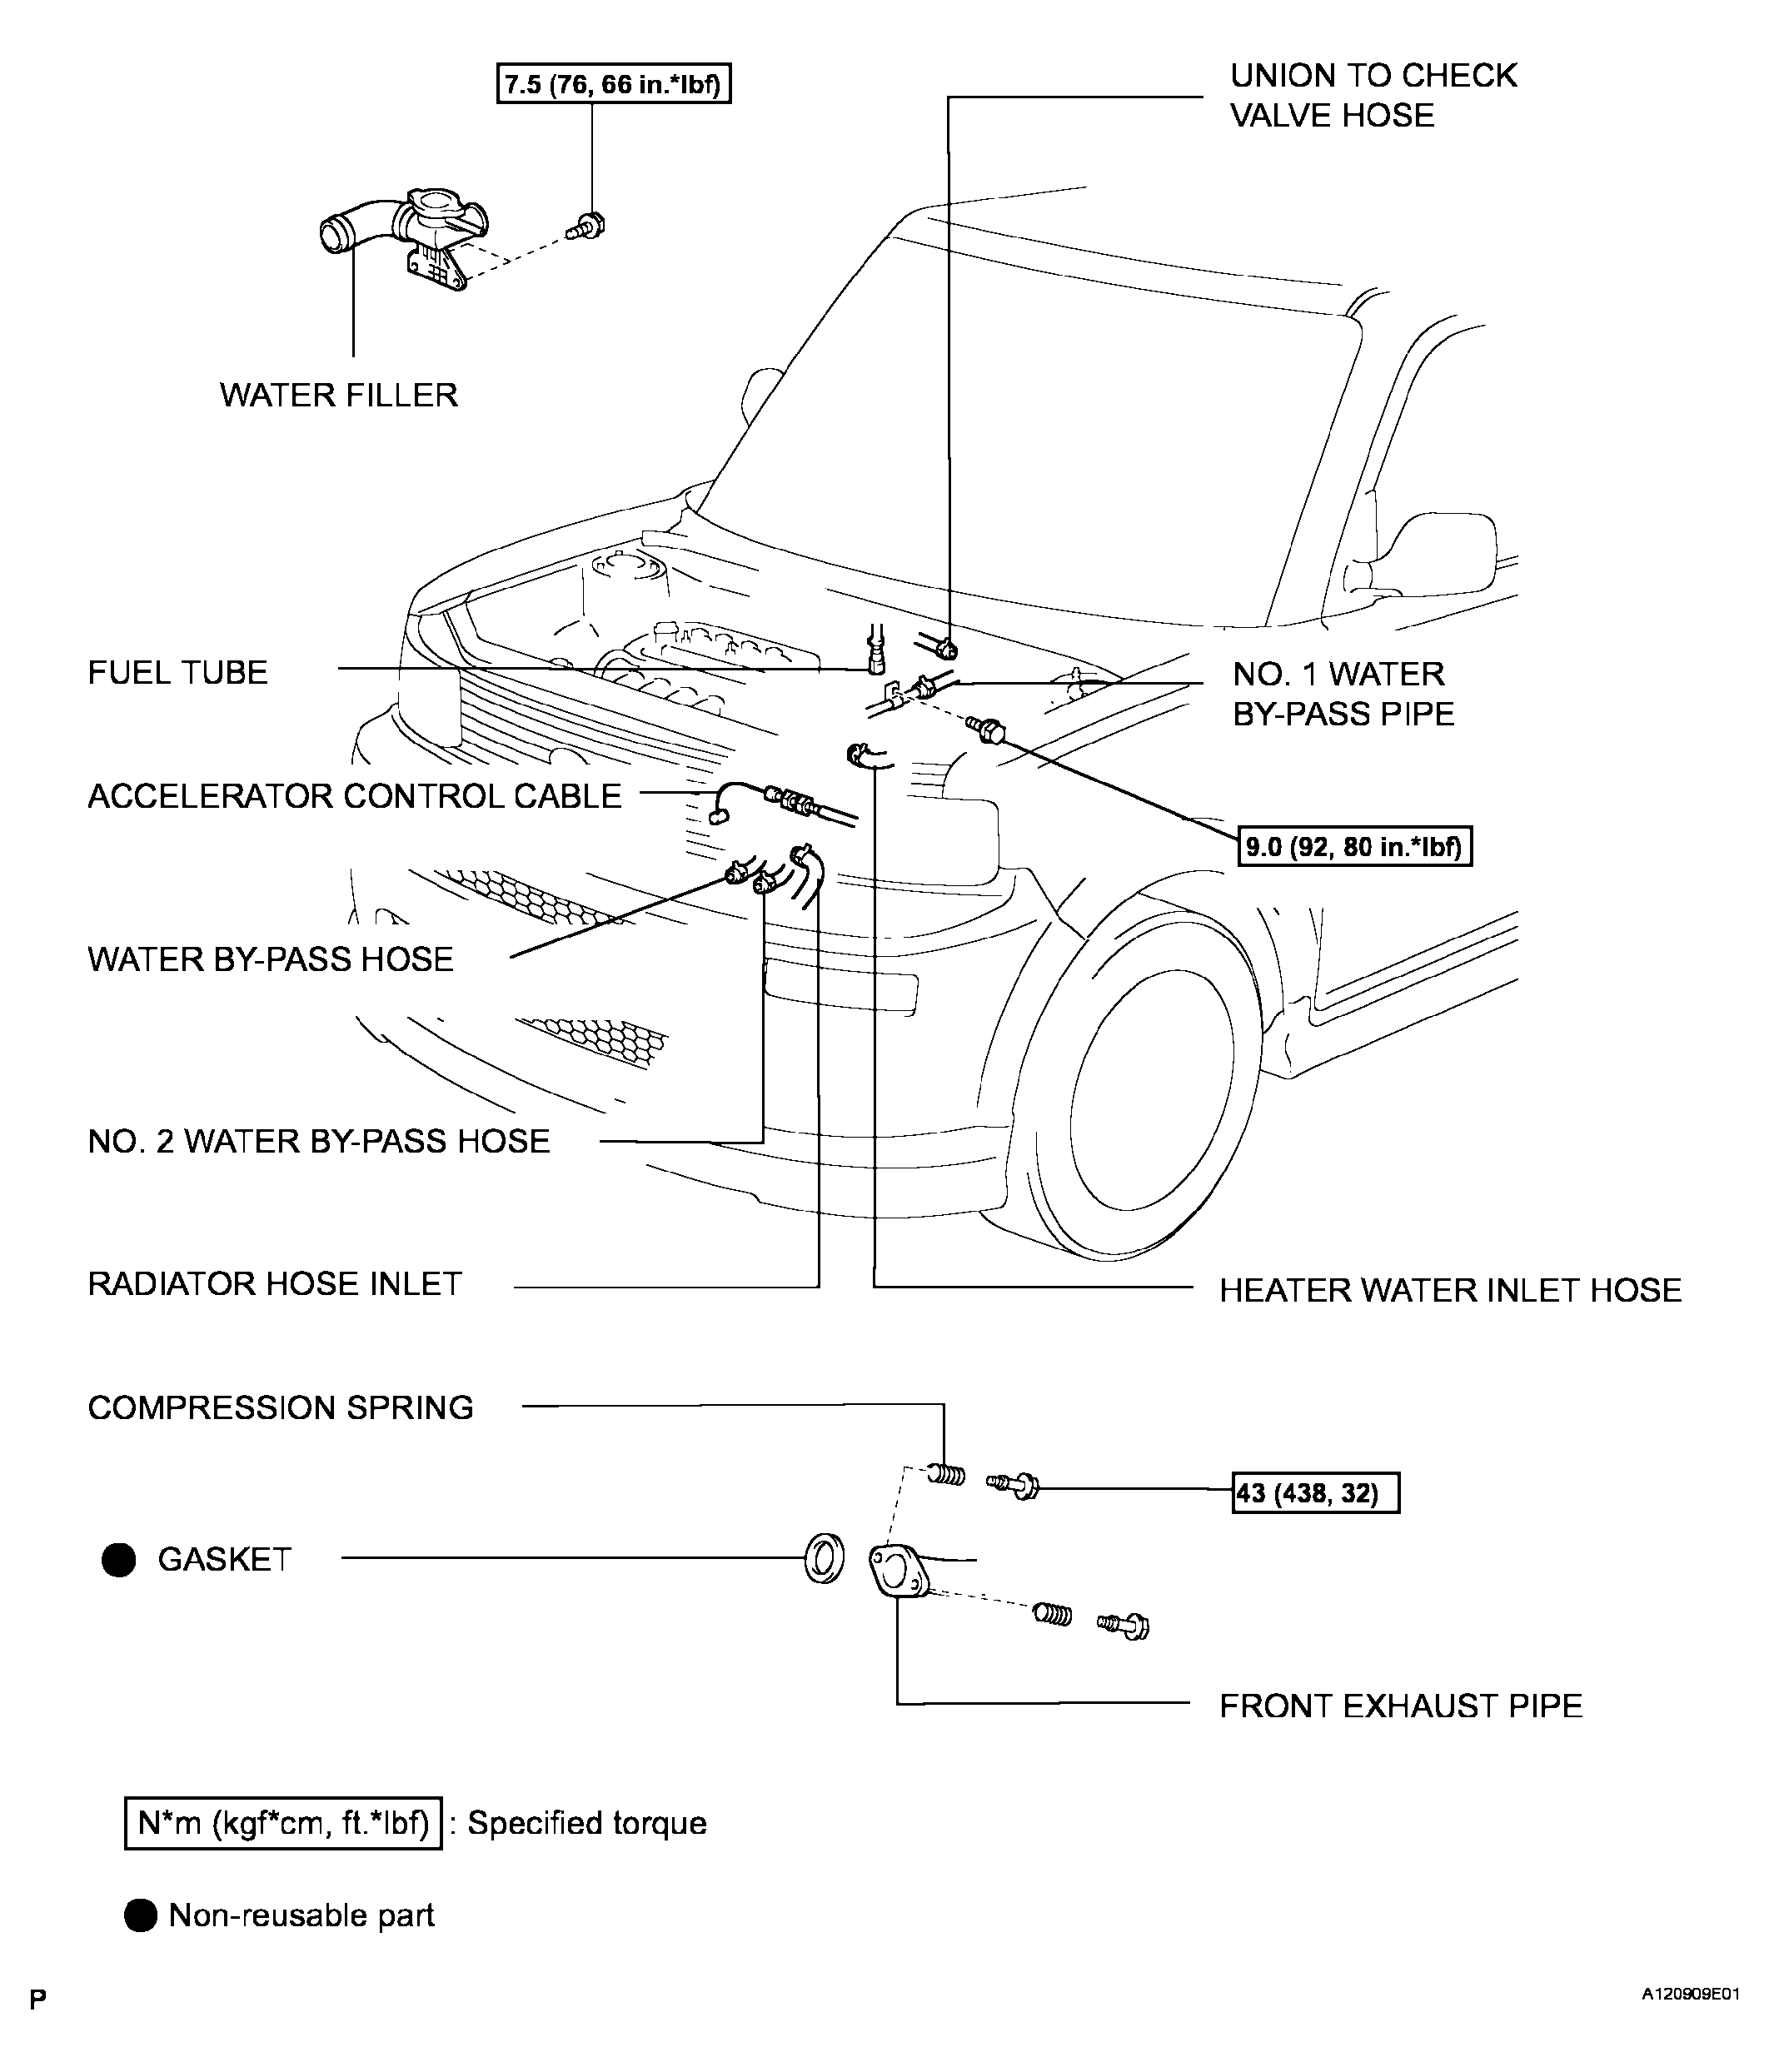 7.5 (76, 66 in.*lbf)
UNION TO CHECK
VALVE HOSE
WATER FILLER
FUEL TUBE
NO. 1 WATER
BY-PASS PIPE
ACCELERATOR CONTROL CABLE
9.0 (92, 80 in.*lbf)
WATER BY-PASS HOSE
NO. 2 WATER BY-PASS HOSE
RADIATOR HOSE INLET
HEATER WATER INLET HOSE
COMPRESSION SPRING
43 (438, 32)
GASKET
FRONT EXHAUST PIPE
N*m (kgf*cm, ft.*lbf) : Specified torque
Non-reusable part
P
A120909E01